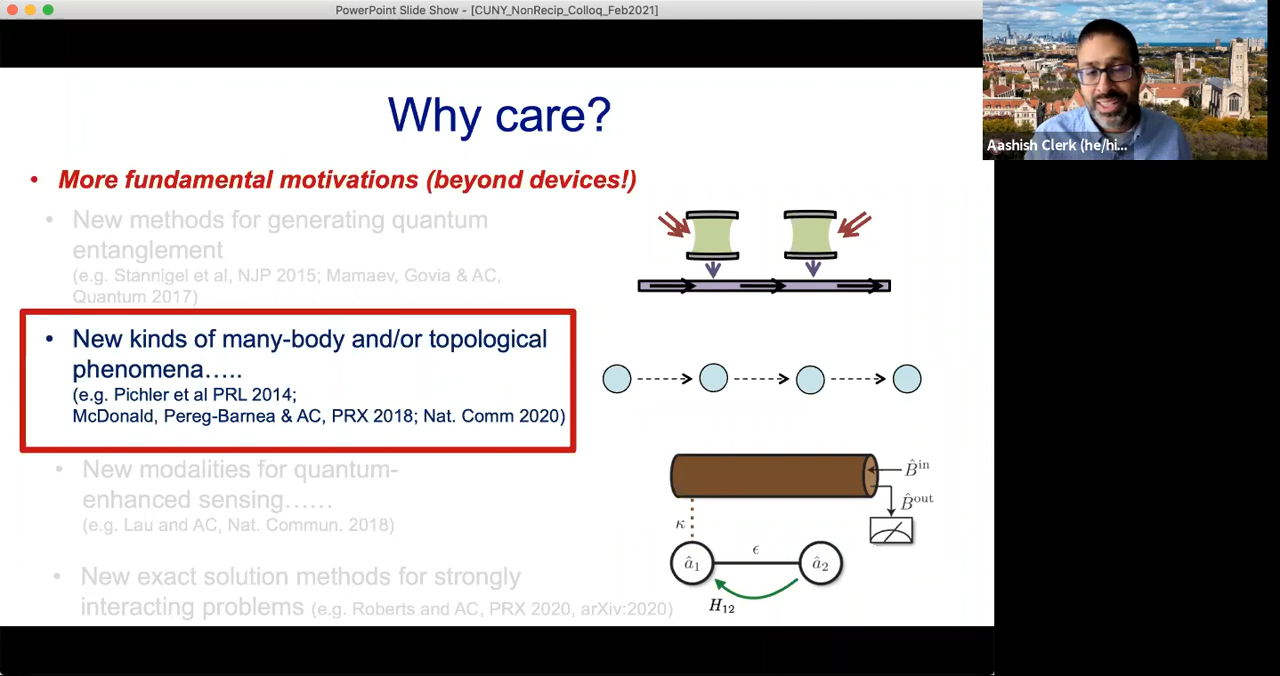 PowerPoint Slide Show - [CUNY_NonRecip_Colloq_Feb2021]
Aashish Clerk (he/hi...
Why care?
• More fundamental motivations (beyond devices!)
• New methods for generating quantum
entanglement
(e.g. Stannigel et al, NJP 2015; Mamaev, Govia & AC,
Quantum 2017)
• New kinds of many-body and/or topological
phenomena…..
(e.g. Pichler et al PRL 2014;
McDonald, Pereg-Barnea & AC, PRX 2018; Nat. Comm 2020)
• New modalities for quantum-
enhanced sensing……
(e.g. Lau and AC, Nat. Commun. 2018)
• New exact solution methods for strongly
interacting problems (e.g. Roberts and AC, PRX 2020, arXiv:2020)
B̂ⁱⁿ
B̂ᵒᵘᵗ
κ
ϵ
â₁
â₂
H₁₂